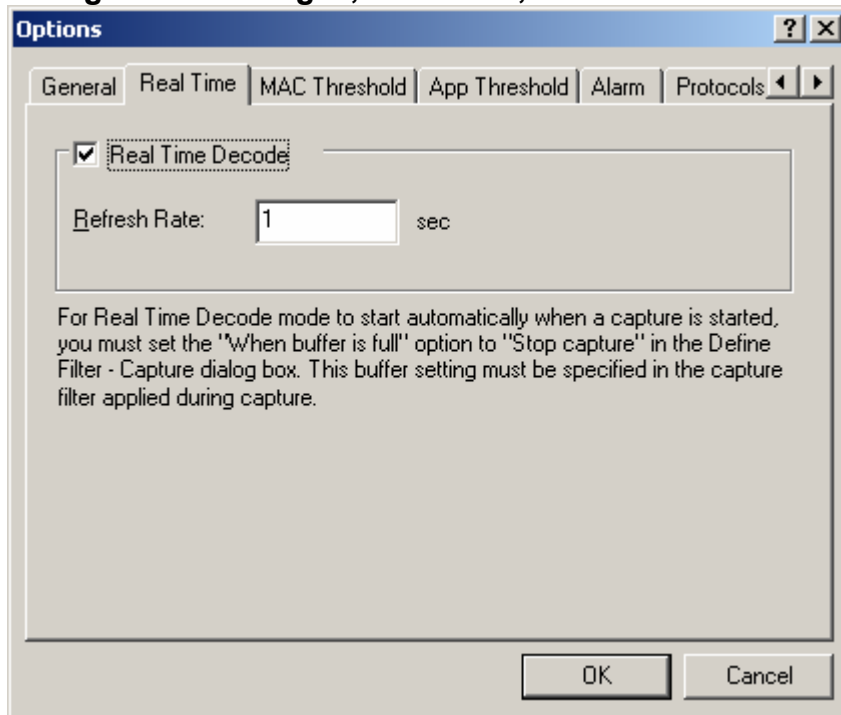 Options
General Real Time MAC Threshold App Threshold Alarm Protocols
Real Time Decode
Refresh Rate: 1 sec
For Real Time Decode mode to start automatically when a capture is started,
you must set the "When buffer is full" option to "Stop capture" in the Define
Filter - Capture dialog box. This buffer setting must be specified in the capture
filter applied during capture.
OK Cancel